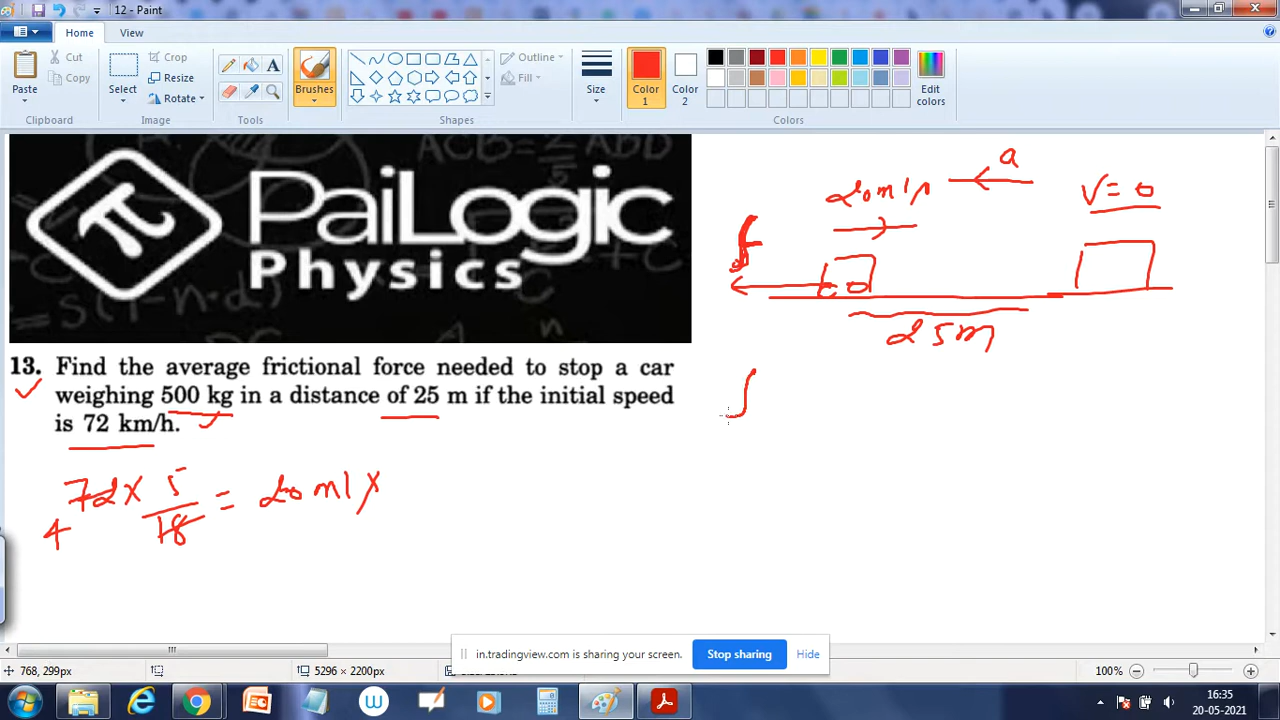 12 - Paint
Home View
Paste
Cut
Copy
Clipboard
Select
Crop
Resize
Rotate
Image
A
Tools
Brushes
Outline
Fill
Shapes
Size
Color 1
Color 2
Edit colors
Colors
ACB=
ABD
π PaiLogic
Physics
13. Find the average frictional force needed to stop a car
weighing 500 kg in a distance of 25 m if the initial speed
is 72 km/h.
72 × 5/18 = 20 m/s
4
a
20 m/s
V = 0
f
25m
in.tradingview.com is sharing your screen. Stop sharing Hide
768, 299px
5296 × 2200px
100%
16:35
20-05-2021